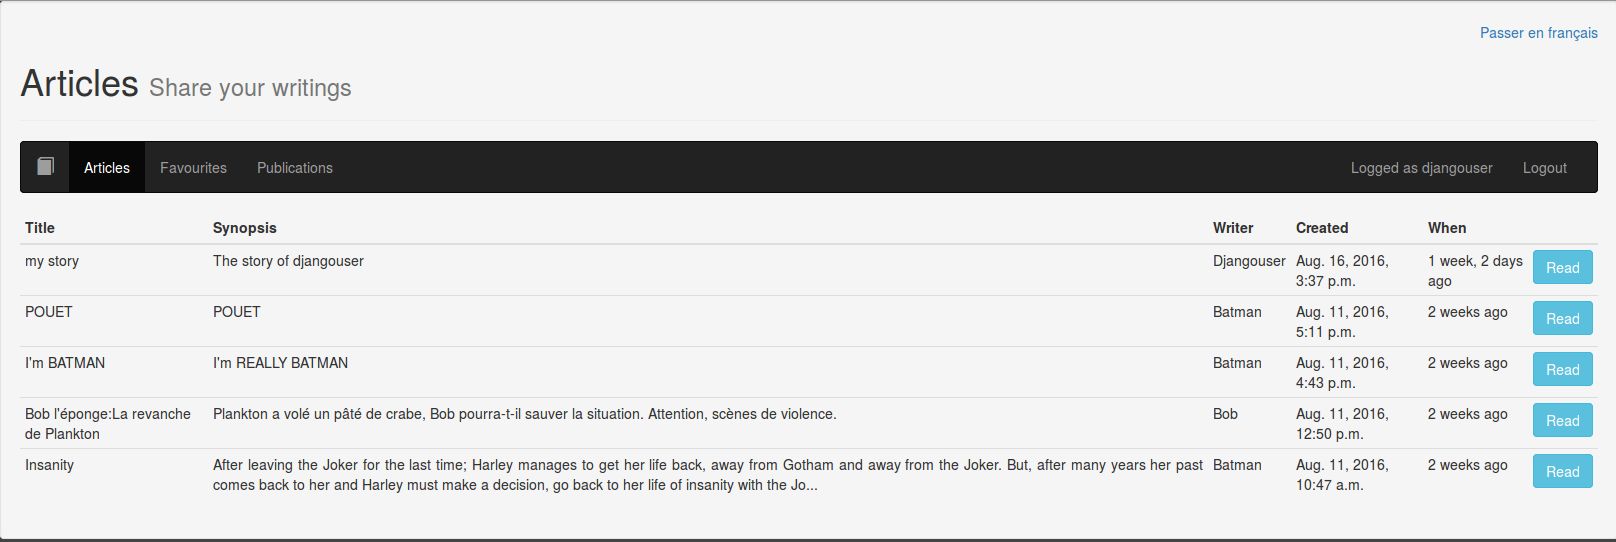 Passer en français
Articles Share your writings
Articles Favourites Publications Logged as djangouser Logout
Title Synopsis Writer Created When
my story The story of djangouser Djangouser Aug. 16, 2016, 1 week, 2 days Read
3:37 p.m. ago
POUET POUET Batman Aug. 11, 2016, 2 weeks ago Read
5:11 p.m.
I'm BATMAN I'm REALLY BATMAN Batman Aug. 11, 2016, 2 weeks ago Read
4:43 p.m.
Bob l'éponge:La revanche Plankton a volé un pâté de crabe, Bob pourra-t-il sauver la situation. Attention, scènes de violence. Bob Aug. 11, 2016, 2 weeks ago Read
de Plankton 12:50 p.m.
Insanity After leaving the Joker for the last time; Harley manages to get her life back, away from Gotham and away from the Joker. But, after many years her past Batman Aug. 11, 2016, 2 weeks ago Read
comes back to her and Harley must make a decision, go back to her life of insanity with the Jo... 10:47 a.m.